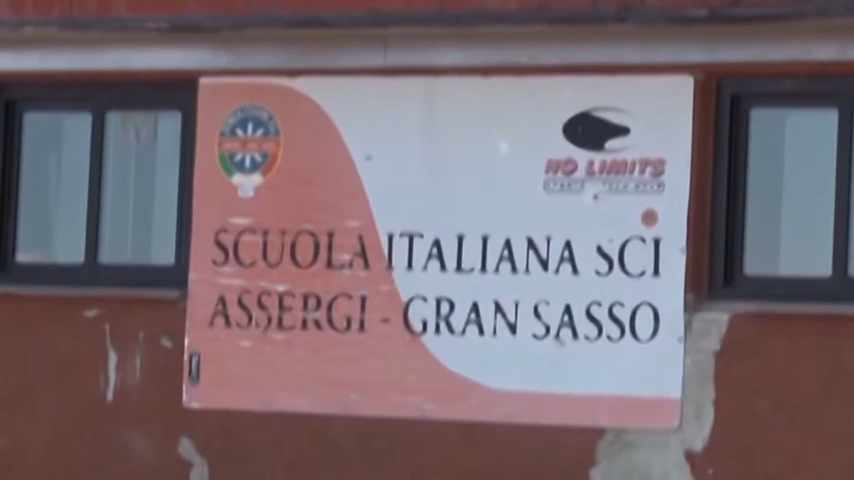 NO LIMITS
SCUOLA ITALIANA SCI
ASSERGI - GRAN SASSO